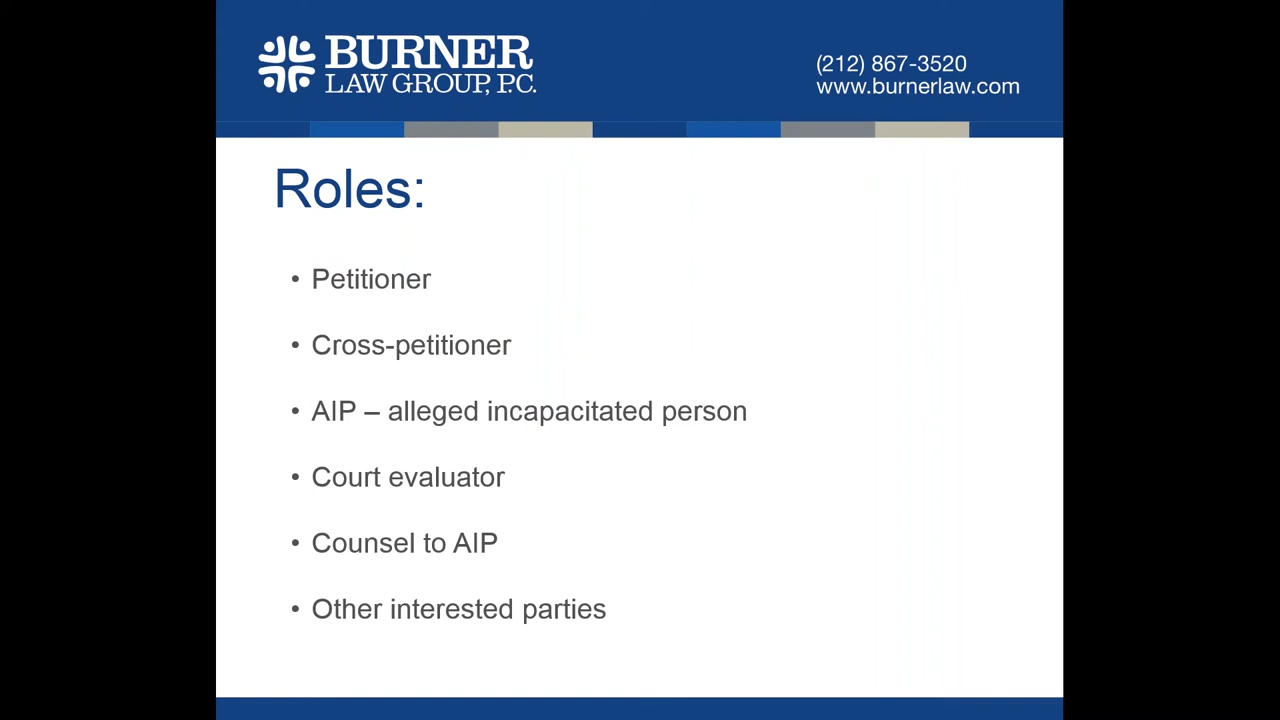 BURNER
LAW GROUP, P.C.
(212) 867-3520
www.burnerlaw.com
Roles:
• Petitioner
• Cross-petitioner
• AIP – alleged incapacitated person
• Court evaluator
• Counsel to AIP
• Other interested parties